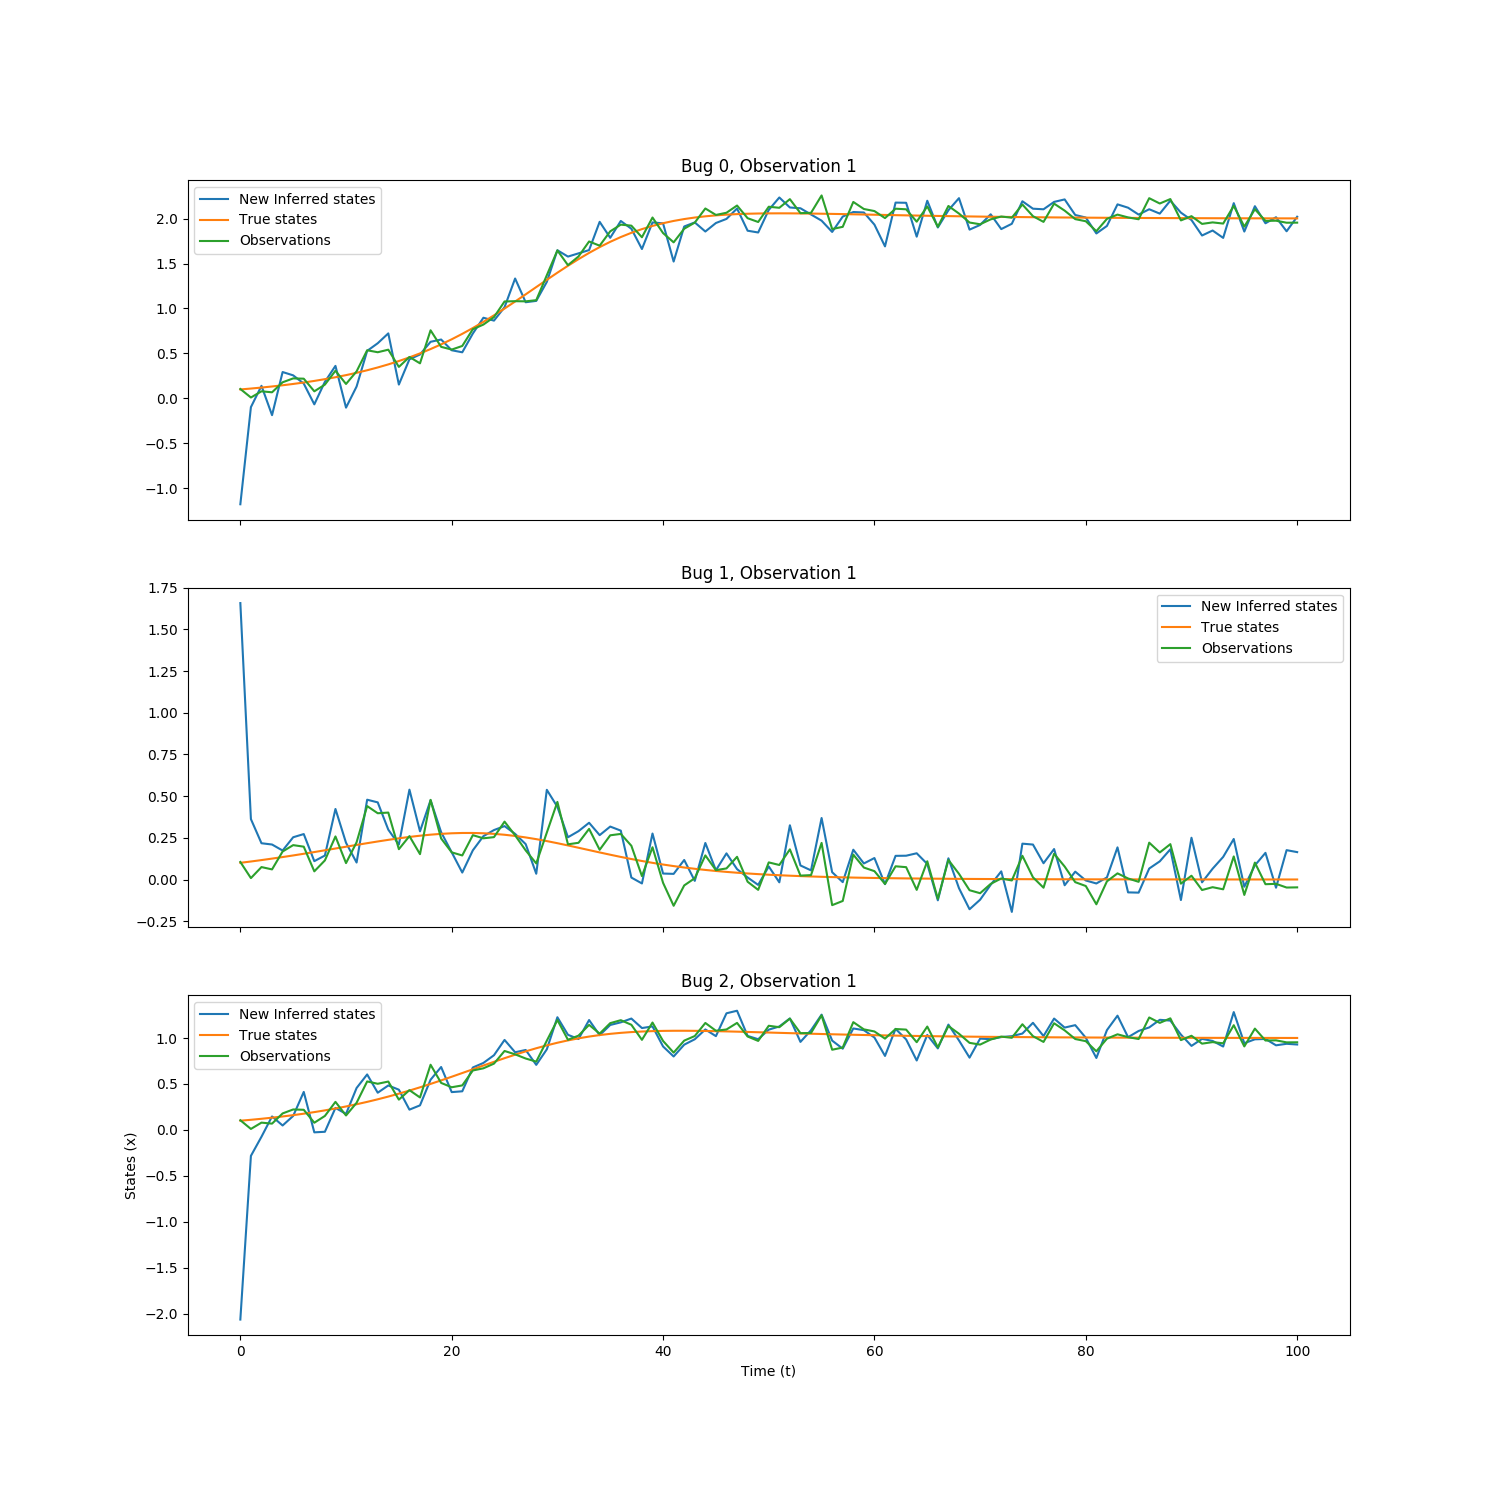 Bug 0, Observation 1
New Inferred states
True states
Observations
2.0
1.5
1.0
0.5
0.0
−0.5
−1.0
Bug 1, Observation 1
New Inferred states
True states
Observations
1.75
1.50
1.25
1.00
0.75
0.50
0.25
0.00
−0.25
Bug 2, Observation 1
New Inferred states
True states
Observations
1.0
0.5
0.0
−0.5
−1.0
−1.5
−2.0
States (x)
0 20 40 60 80 100
Time (t)